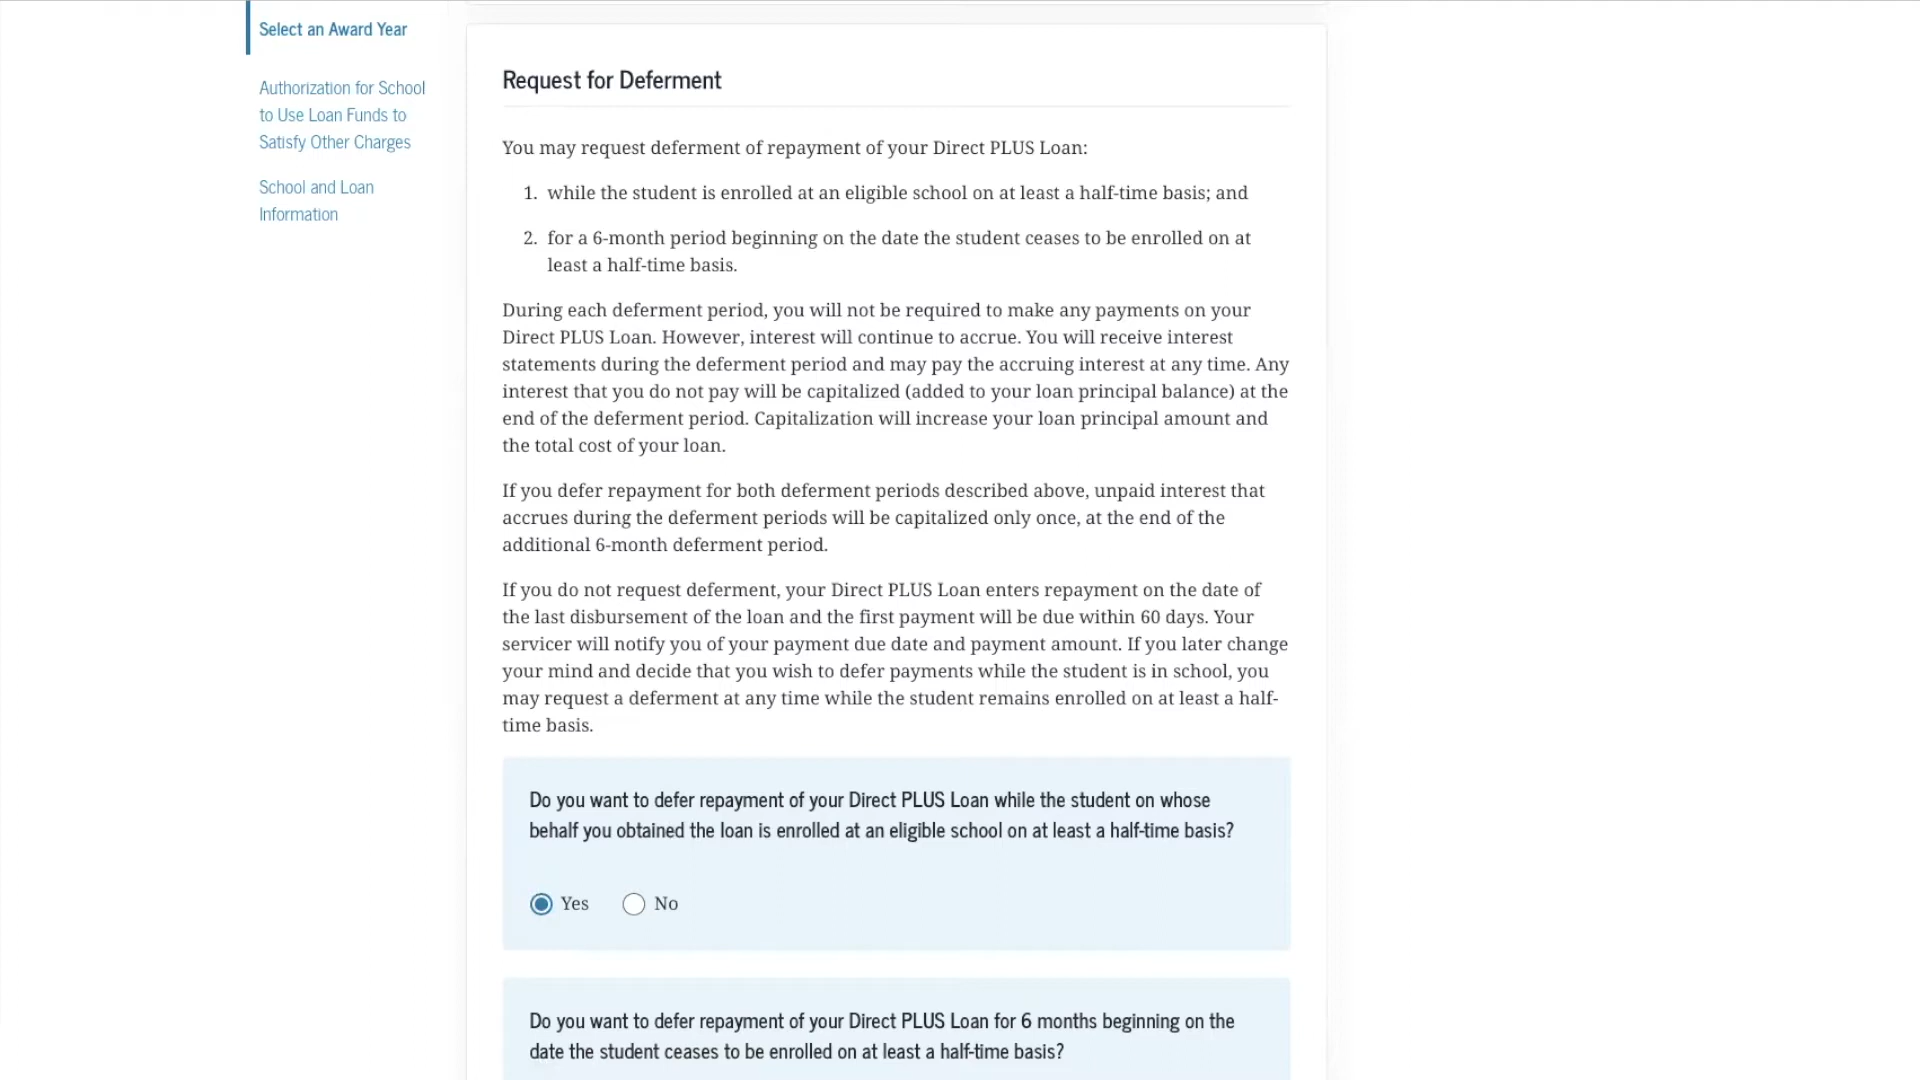 Select an Award Year
Authorization for School
to Use Loan Funds to
Satisfy Other Charges
School and Loan
Information
Request for Deferment
You may request deferment of repayment of your Direct PLUS Loan:
1. while the student is enrolled at an eligible school on at least a half-time basis; and
2. for a 6-month period beginning on the date the student ceases to be enrolled on at
least a half-time basis.
During each deferment period, you will not be required to make any payments on your
Direct PLUS Loan. However, interest will continue to accrue. You will receive interest
statements during the deferment period and may pay the accruing interest at any time. Any
interest that you do not pay will be capitalized (added to your loan principal balance) at the
end of the deferment period. Capitalization will increase your loan principal amount and
the total cost of your loan.
If you defer repayment for both deferment periods described above, unpaid interest that
accrues during the deferment periods will be capitalized only once, at the end of the
additional 6-month deferment period.
If you do not request deferment, your Direct PLUS Loan enters repayment on the date of
the last disbursement of the loan and the first payment will be due within 60 days. Your
servicer will notify you of your payment due date and payment amount. If you later change
your mind and decide that you wish to defer payments while the student is in school, you
may request a deferment at any time while the student remains enrolled on at least a half-
time basis.
Do you want to defer repayment of your Direct PLUS Loan while the student on whose
behalf you obtained the loan is enrolled at an eligible school on at least a half-time basis?
Yes No
Do you want to defer repayment of your Direct PLUS Loan for 6 months beginning on the
date the student ceases to be enrolled on at least a half-time basis?